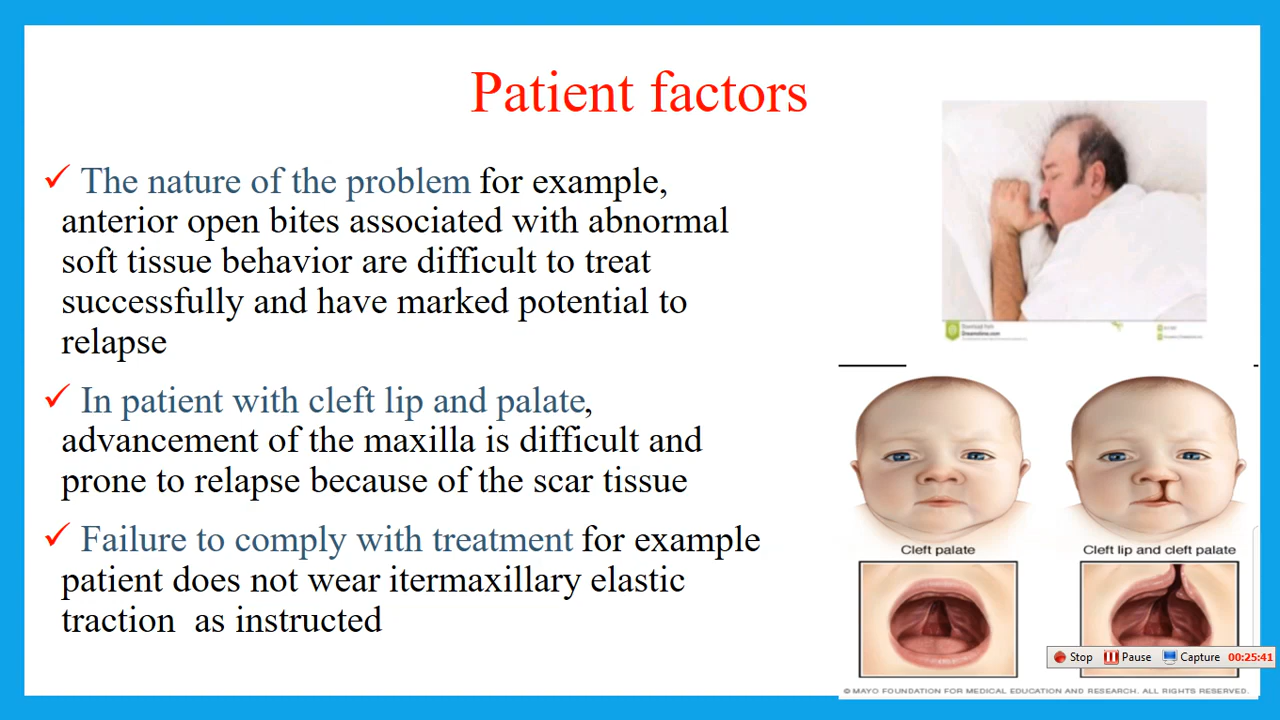 Patient factors
✓ The nature of the problem for example,
anterior open bites associated with abnormal
soft tissue behavior are difficult to treat
successfully and have marked potential to
relapse
✓ In patient with cleft lip and palate,
advancement of the maxilla is difficult and
prone to relapse because of the scar tissue
✓ Failure to comply with treatment for example
patient does not wear itermaxillary elastic
traction as instructed
Cleft palate
Cleft lip and cleft palate
Stop Pause Capture 00:25:41
© MAYO FOUNDATION FOR MEDICAL EDUCATION AND RESEARCH. ALL RIGHTS RESERVED.